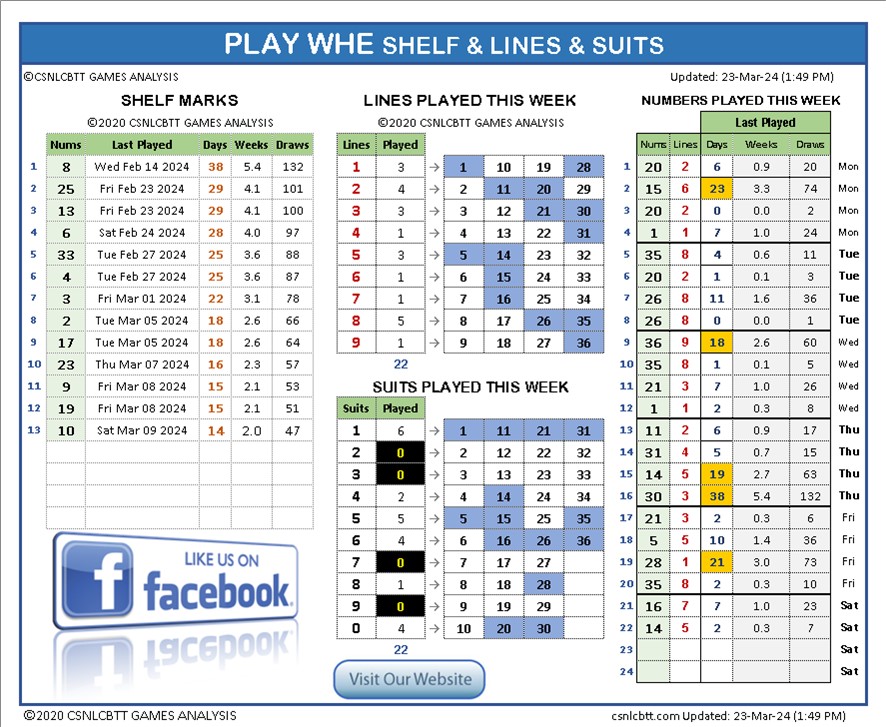 PLAY WHE SHELF & LINES & SUITS
©CSNLCBTT GAMES ANALYSIS
Updated: 23-Mar-24 (1:49 PM)
SHELF MARKS
©2020 CSNLCBTT GAMES ANALYSIS
Nums Last Played Days Weeks Draws
1 8 Wed Feb 14 2024 38 5.4 132
2 25 Fri Feb 23 2024 29 4.1 101
3 13 Fri Feb 23 2024 29 4.1 100
4 6 Sat Feb 24 2024 28 4.0 97
5 33 Tue Feb 27 2024 25 3.6 88
6 4 Tue Feb 27 2024 25 3.6 87
7 3 Fri Mar 01 2024 22 3.1 78
8 2 Tue Mar 05 2024 18 2.6 66
9 17 Tue Mar 05 2024 18 2.6 64
10 23 Thu Mar 07 2024 16 2.3 57
11 9 Fri Mar 08 2024 15 2.1 53
12 19 Fri Mar 08 2024 15 2.1 51
13 10 Sat Mar 09 2024 14 2.0 47
LIKE US ON
facebook.
LINES PLAYED THIS WEEK
©2020 CSNLCBTT GAMES ANALYSIS
Lines Played
1 3 → 1 10 19 28
2 4 → 2 11 20 29
3 3 → 3 12 21 30
4 1 → 4 13 22 31
5 3 → 5 14 23 32
6 1 → 6 15 24 33
7 1 → 7 16 25 34
8 5 → 8 17 26 35
9 1 → 9 18 27 36
22
SUITS PLAYED THIS WEEK
Suits Played
1 6 → 1 11 21 31
2 0 → 2 12 22 32
3 0 → 3 13 23 33
4 2 → 4 14 24 34
5 5 → 5 15 25 35
6 4 → 6 16 26 36
7 0 → 7 17 27
8 1 → 8 18 28
9 0 → 9 19 29
0 4 → 10 20 30
22
Visit Our Website
NUMBERS PLAYED THIS WEEK
Last Played
Nums Lines Days Weeks Draws
1 20 2 6 0.9 20 Mon
2 15 6 23 3.3 74 Mon
3 20 2 0 0.0 2 Mon
4 1 1 7 1.0 24 Mon
5 35 8 4 0.6 11 Tue
6 20 2 1 0.1 3 Tue
7 26 8 11 1.6 36 Tue
8 26 8 0 0.0 1 Tue
9 36 9 18 2.6 60 Wed
10 35 8 1 0.1 5 Wed
11 21 3 7 1.0 26 Wed
12 1 1 2 0.3 8 Wed
13 11 2 6 0.9 17 Thu
14 31 4 5 0.7 15 Thu
15 14 5 19 2.7 63 Thu
16 30 3 38 5.4 132 Thu
17 21 3 2 0.3 6 Fri
18 5 5 10 1.4 36 Fri
19 28 1 21 3.0 73 Fri
20 35 8 2 0.3 10 Fri
21 16 7 7 1.0 23 Sat
22 14 5 2 0.3 7 Sat
23 Sat
24 Sat
©2020 CSNLCBTT GAMES ANALYSIS
csnlcbtt.com Updated: 23-Mar-24 (1:49 PM)